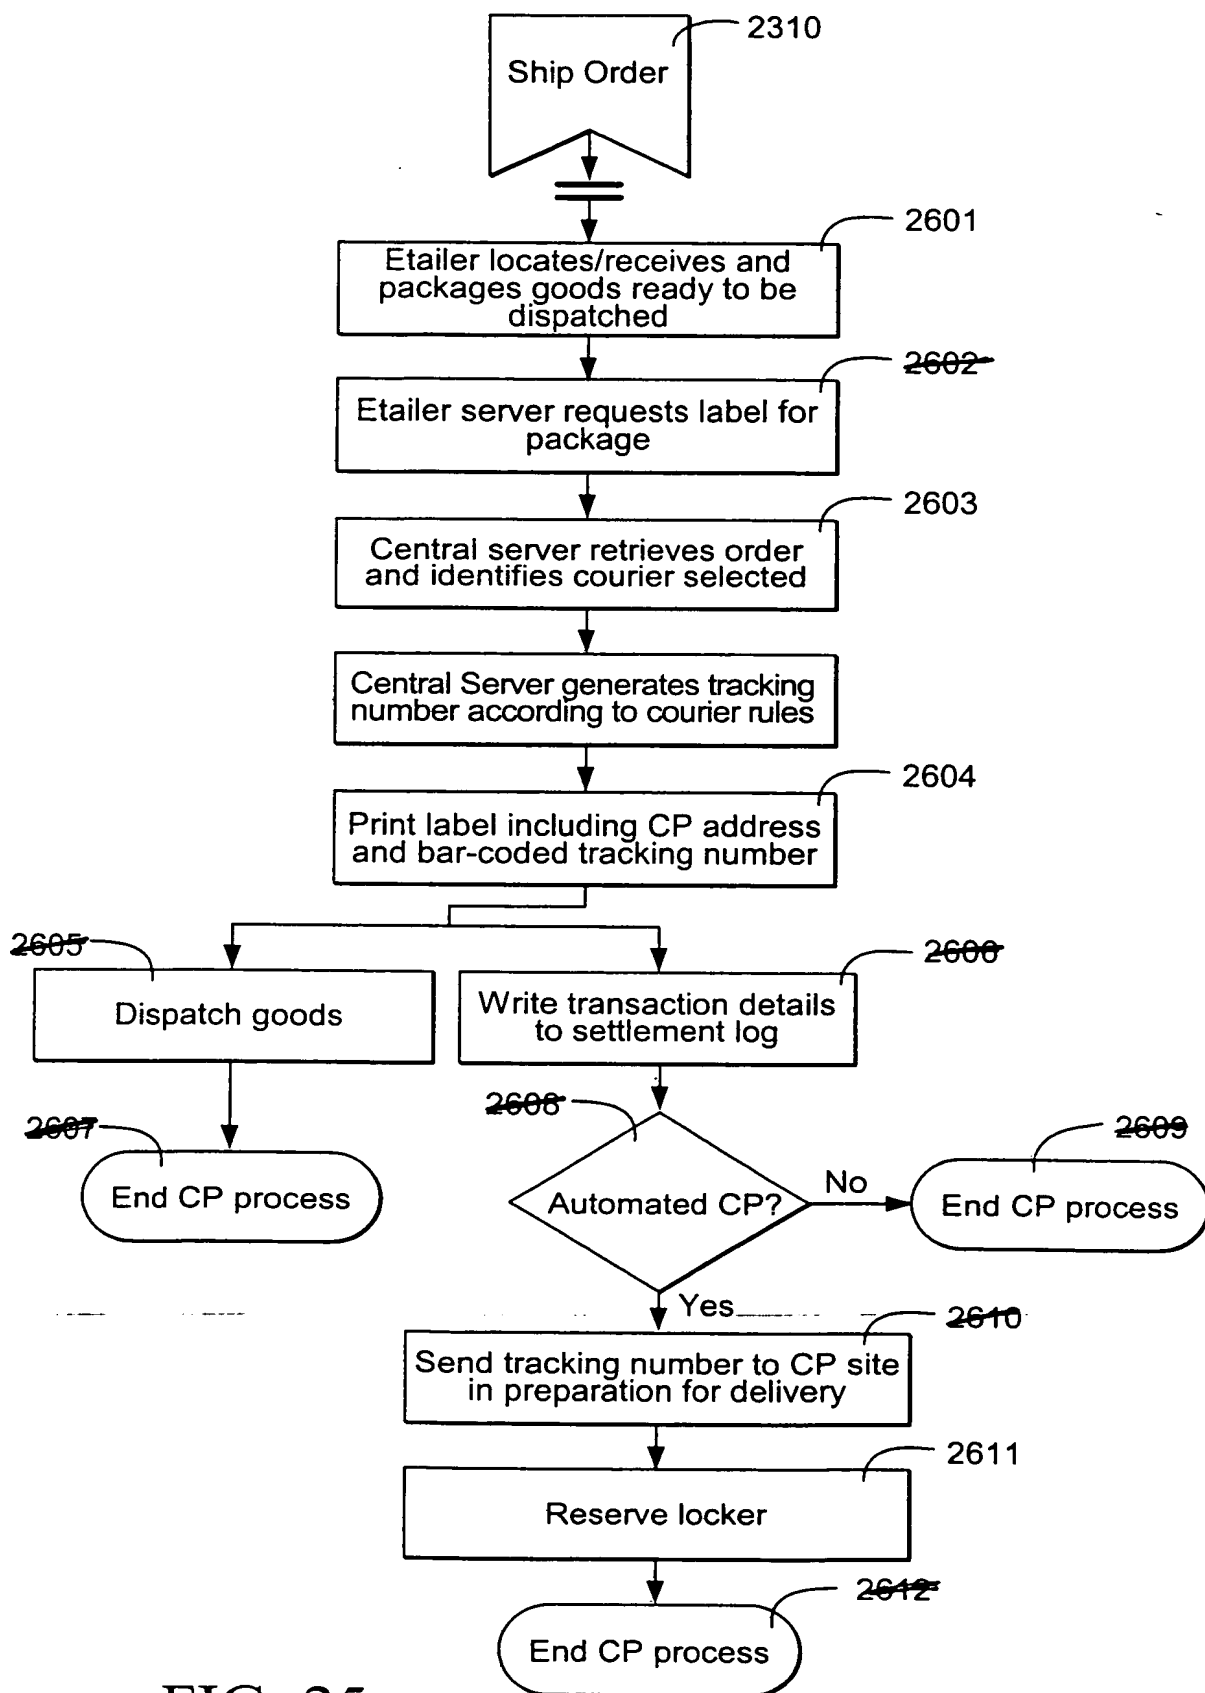 2310
Ship Order
2601
Etailer locates/receives and
packages goods ready to be
dispatched
2602
Etailer server requests label for
package
2603
Central server retrieves order
and identifies courier selected
Central Server generates tracking
number according to courier rules
2604
Print label including CP address
and bar-coded tracking number
2605
2606
Dispatch goods
Write transaction details
to settlement log
2607
2608
2609
End CP process
Automated CP?
No
End CP process
Yes
2610
Send tracking number to CP site
in preparation for delivery
2611
Reserve locker
2612
End CP process